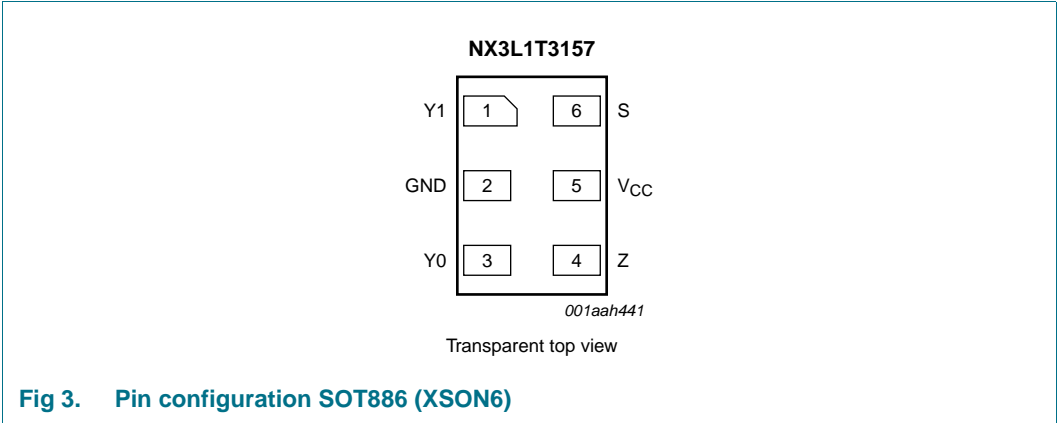 NX3L1T3157
Y1 1 6 S
GND 2 5 VCC
Y0 3 4 Z
001aah441
Transparent top view
Fig 3. Pin configuration SOT886 (XSON6)